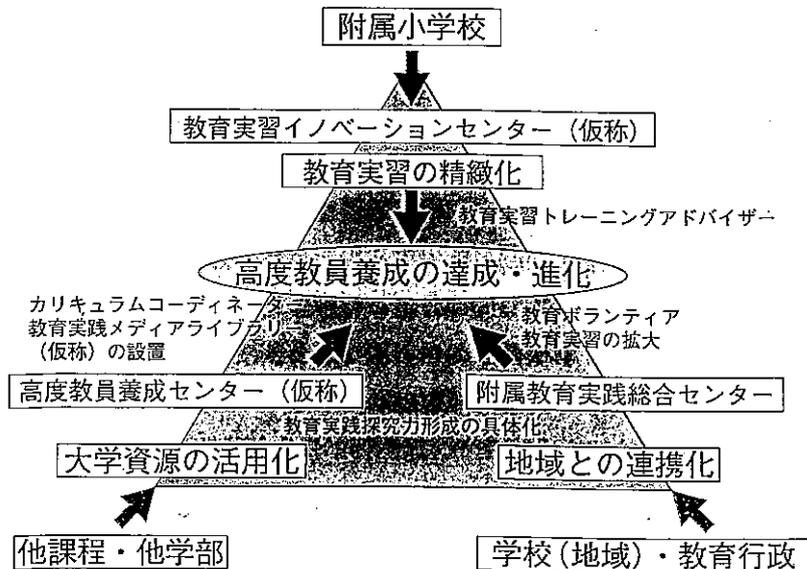 附属小学校
教育実習イノベーションセンター（仮称）
教育実習の精緻化
教育実習トレーニングアドバイザー
高度教員養成の達成・進化
カリキュラムコーディネーター
教育実践メディアライブラリー
（仮称）の設置
教育ボランティア
教育実習の拡大
高度教員養成センター（仮称）
附属教育実践総合センター
教育実践探究力形成の具体化
大学資源の活用化
地域との連携化
他課程・他学部
学校（地域）・教育行政